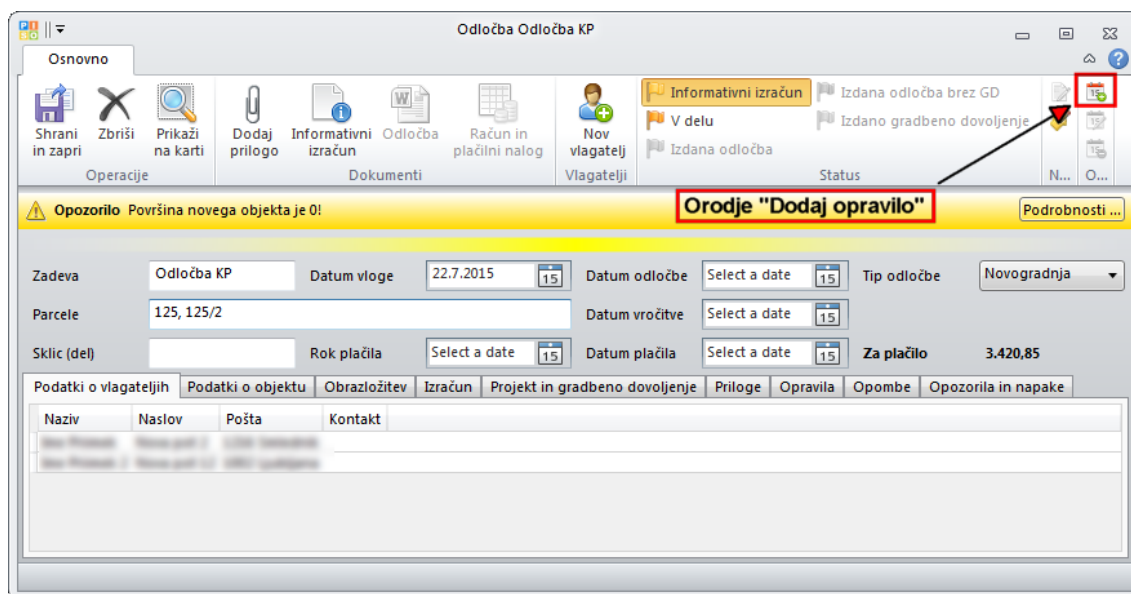 Odločba Odločba KP
Osnovno
Shrani in zapri
Zbriši
Prikaži na karti
Operacije
Dodaj prilogo
Informativni izračun
Odločba
Račun in plačilni nalog
Dokumenti
Nov vlagatelj
Vlagatelji
Informativni izračun
V delu
Izdana odločba
Izdana odločba brez GD
Izdano gradbeno dovoljenje
Status
N...
O...
Opozorilo Površina novega objekta je 0!
Orodje "Dodaj opravilo"
Podrobnosti ...
Zadeva Odločba KP Datum vloge 22.7.2015 15 Datum odločbe Select a date 15 Tip odločbe Novogradnja
Parcele 125, 125/2 Datum vročitve Select a date 15
Sklic (del) Rok plačila Select a date 15 Datum plačila Select a date 15 Za plačilo 3.420,85
Podatki o vlagateljih Podatki o objektu Obrazložitev Izračun Projekt in gradbeno dovoljenje Priloge Opravila Opombe Opozorila in napake
Naziv Naslov Pošta Kontakt